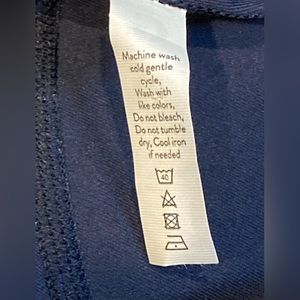 Machine wash
cold gentle
cycle,
Wash with
like colors,
Do not bleach,
Do not tumble
dry, Cool iron
if needed
40